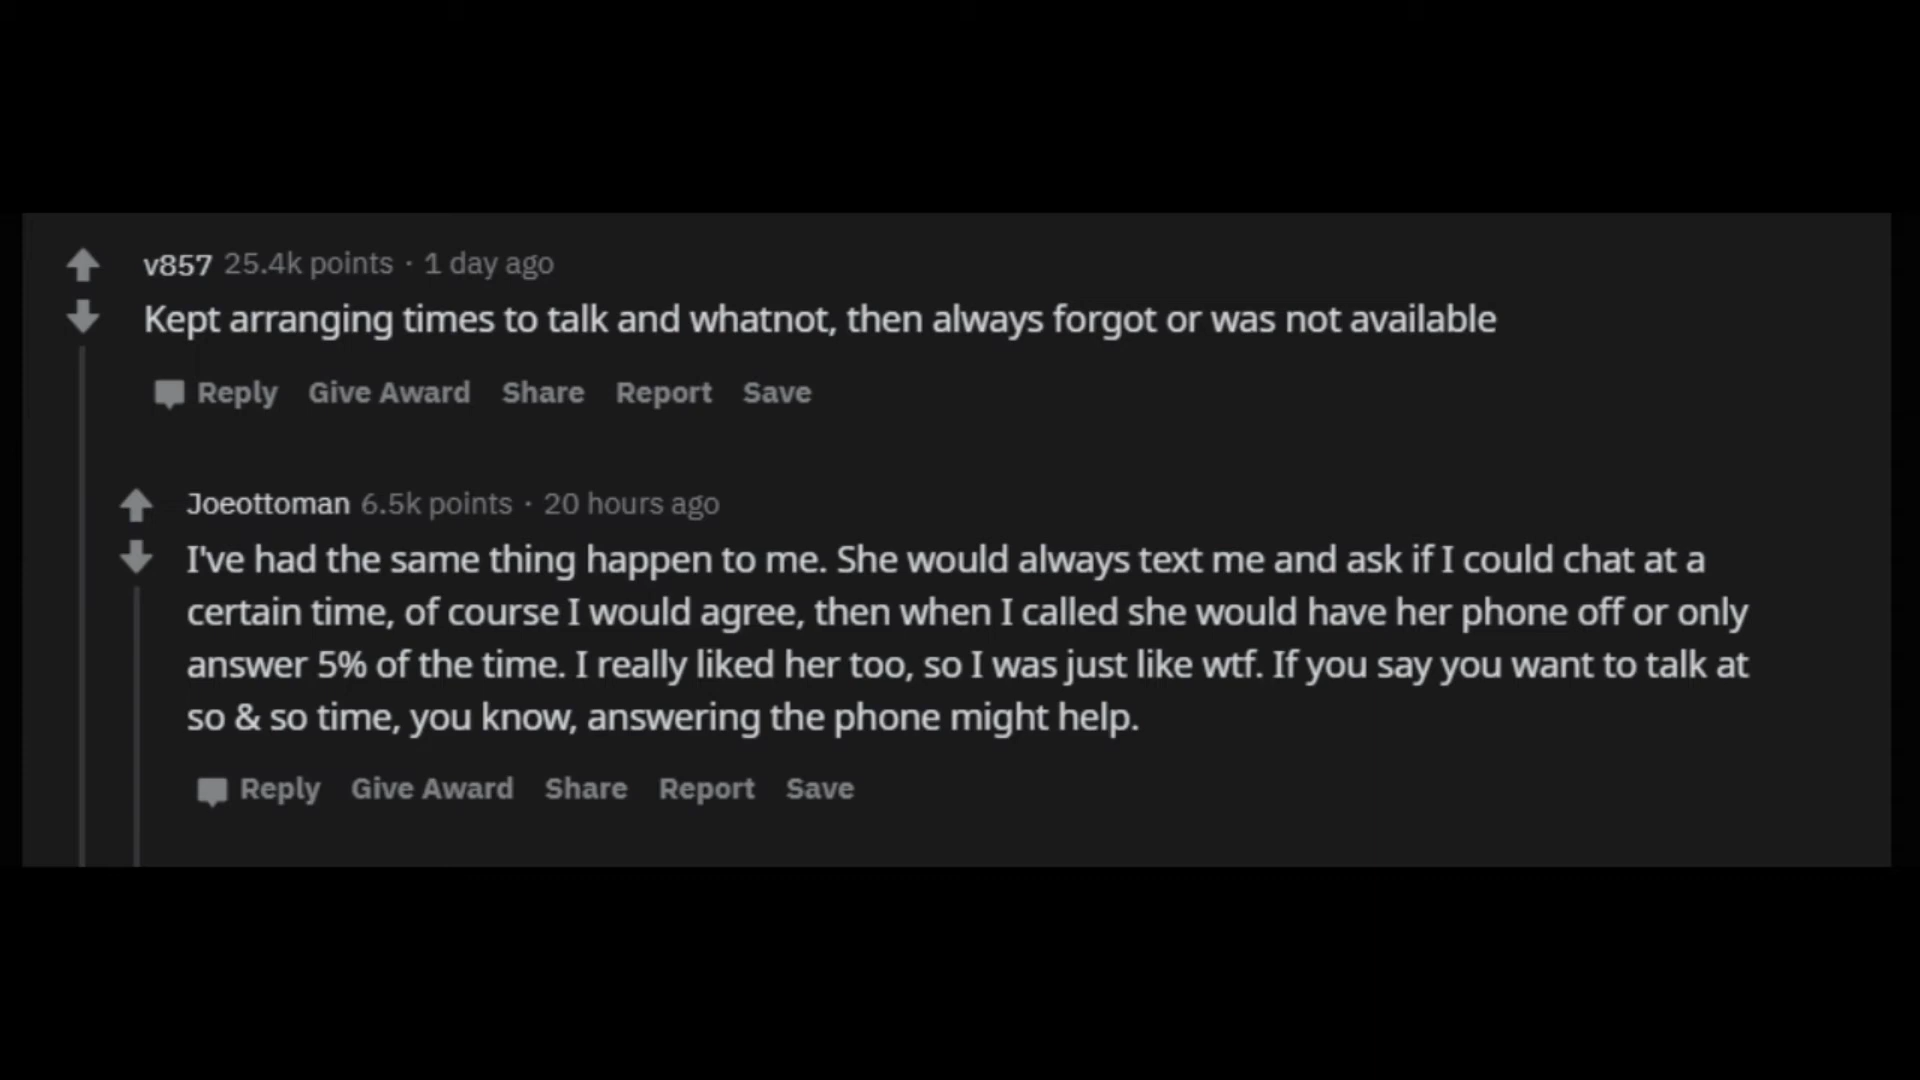 v857 25.4k points · 1 day ago
Kept arranging times to talk and whatnot, then always forgot or was not available
Reply Give Award Share Report Save
Joeottoman 6.5k points · 20 hours ago
I've had the same thing happen to me. She would always text me and ask if I could chat at a
certain time, of course I would agree, then when I called she would have her phone off or only
answer 5% of the time. I really liked her too, so I was just like wtf. If you say you want to talk at
so & so time, you know, answering the phone might help.
Reply Give Award Share Report Save